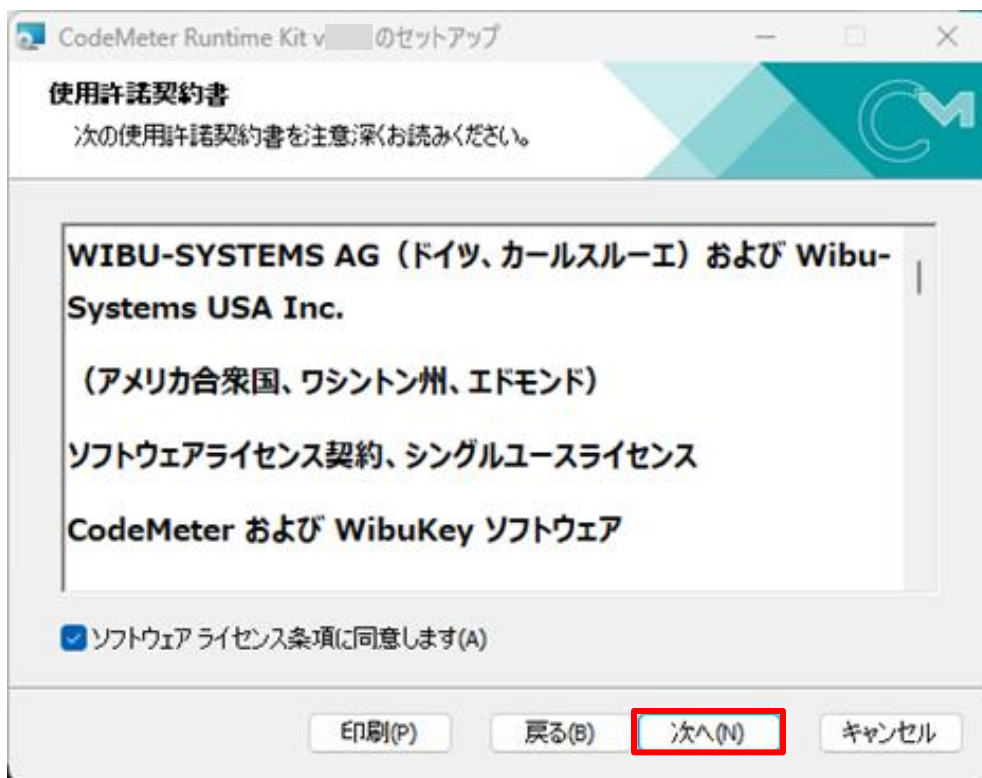 CodeMeter Runtime Kit v のセットアップ
使用許諾契約書
次の使用許諾契約書を注意深くお読みください。
WIBU-SYSTEMS AG（ドイツ、カールスルーエ）および Wibu-
Systems USA Inc.
（アメリカ合衆国、ワシントン州、エドモンド）
ソフトウェアライセンス契約、シングルユースライセンス
CodeMeter および WibuKey ソフトウェア
ソフトウェア ライセンス条項に同意します(A)
印刷(P) 戻る(B) 次へ(N) キャンセル